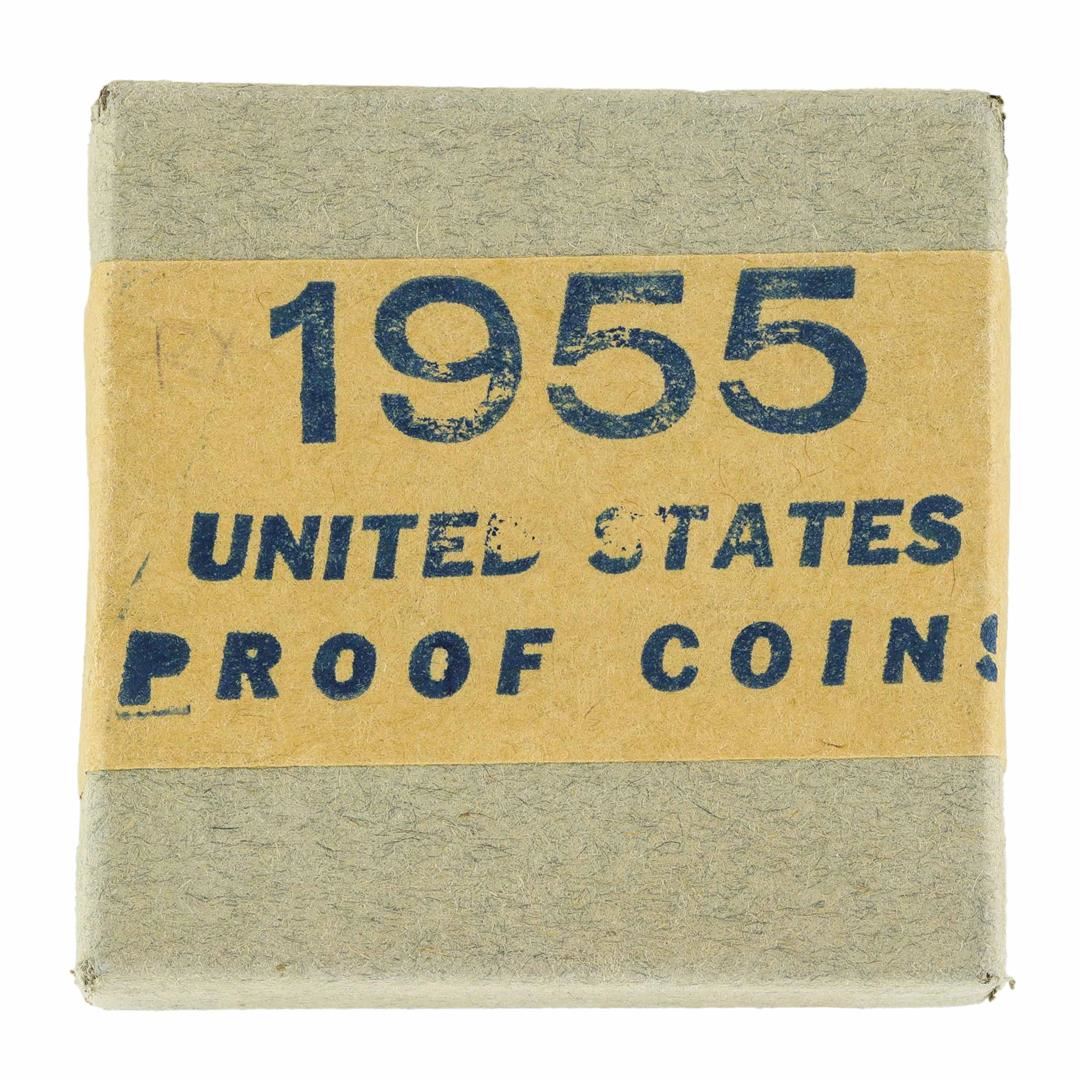 1955
UNITED STATES
PROOF COINS